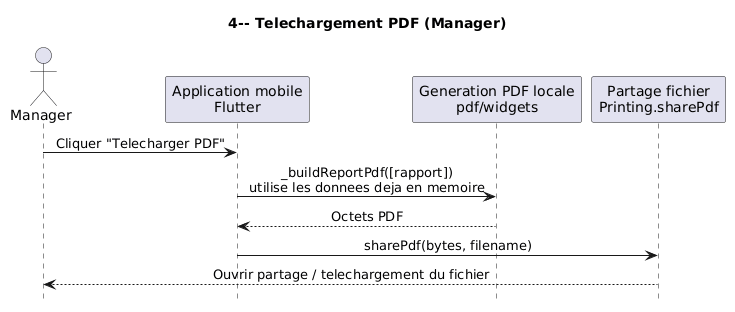 4-- Telechargement PDF (Manager)
Manager
Application mobile
Flutter
Generation PDF locale
pdf/widgets
Partage fichier
Printing.sharePdf
Cliquer "Telecharger PDF"
_buildReportPdf([rapport])
utilise les donnees deja en memoire
Octets PDF
sharePdf(bytes, filename)
Ouvrir partage / telechargement du fichier